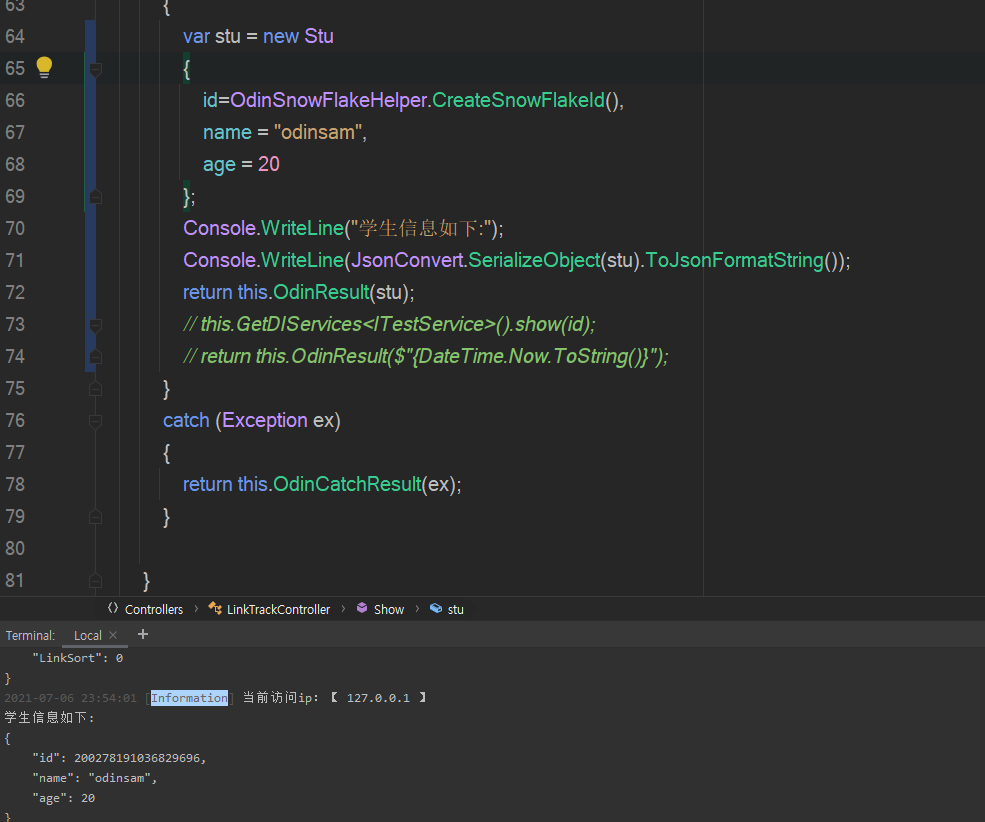 63 {
64 var stu = new Stu
65 {
66 id=OdinSnowFlakeHelper.CreateSnowFlakeId(),
67 name = "odinsam",
68 age = 20
69 };
70 Console.WriteLine("学生信息如下:");
71 Console.WriteLine(JsonConvert.SerializeObject(stu).ToJsonFormatString());
72 return this.OdinResult(stu);
73 // this.GetDIServices<ITestService>().show(id);
74 // return this.OdinResult($"{DateTime.Now.ToString()}");
75 }
76 catch (Exception ex)
77 {
78 return this.OdinCatchResult(ex);
79 }
80
81 }
Controllers › LinkTrackController › Show › stu
Terminal: Local × +
"LinkSort": 0
}
2021-07-06 23:54:01 [Information] 当前访问ip: 【 127.0.0.1 】
学生信息如下:
{
"id": 200278191036829696,
"name": "odinsam",
"age": 20
}